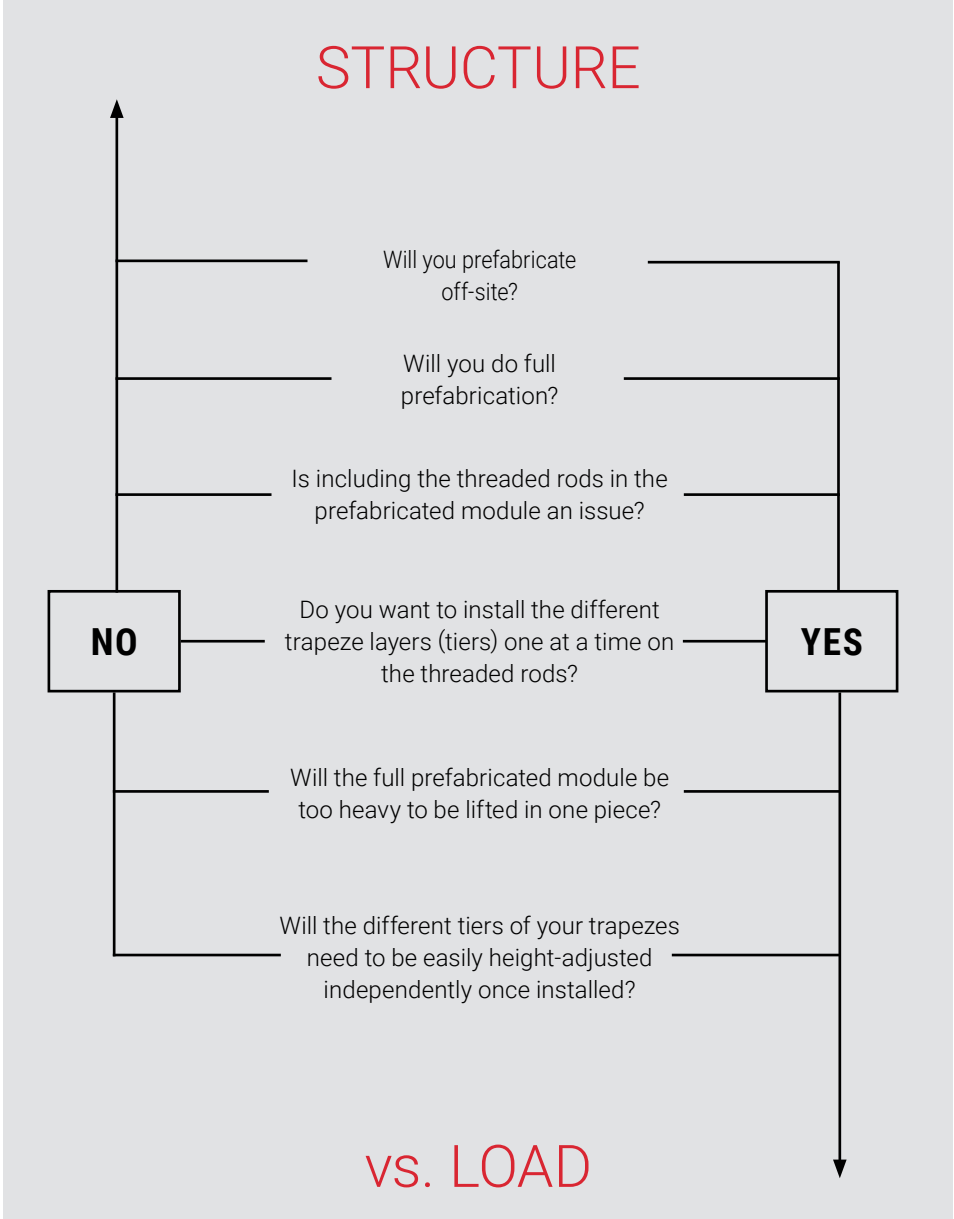 STRUCTURE
Will you prefabricate
off-site?
Will you do full
prefabrication?
Is including the threaded rods in the
prefabricated module an issue?
NO
Do you want to install the different
trapeze layers (tiers) one at a time on
the threaded rods?
YES
Will the full prefabricated module be
too heavy to be lifted in one piece?
Will the different tiers of your trapezes
need to be easily height-adjusted
independently once installed?
vs. LOAD